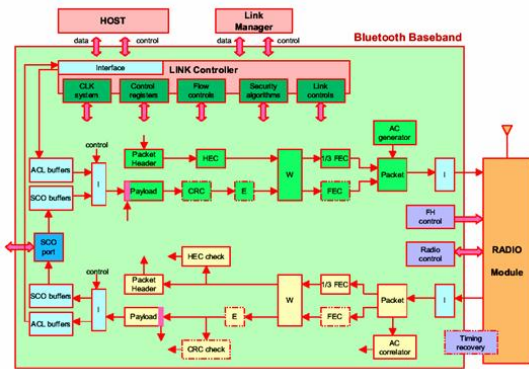 HOST
Link
Manager
data
control
data
control
Bluetooth Baseband
Interface
LINK Controller
CLK
system
Control
registers
Flow
controls
Security
algorithms
Link
controls
AC
generator
control
Packet
Header
HEC
1/3 FEC
ACL buffers
I
W
Packet
I
SCO buffers
Payload
CRC
E
FEC
FH
control
SCO
port
Radio
control
RADIO
Module
HEC check
control
Packet
Header
1/3 FEC
SCO buffers
I
W
Packet
I
ACL buffers
Payload
E
FEC
Timing
recovery
CRC check
AC
correlator